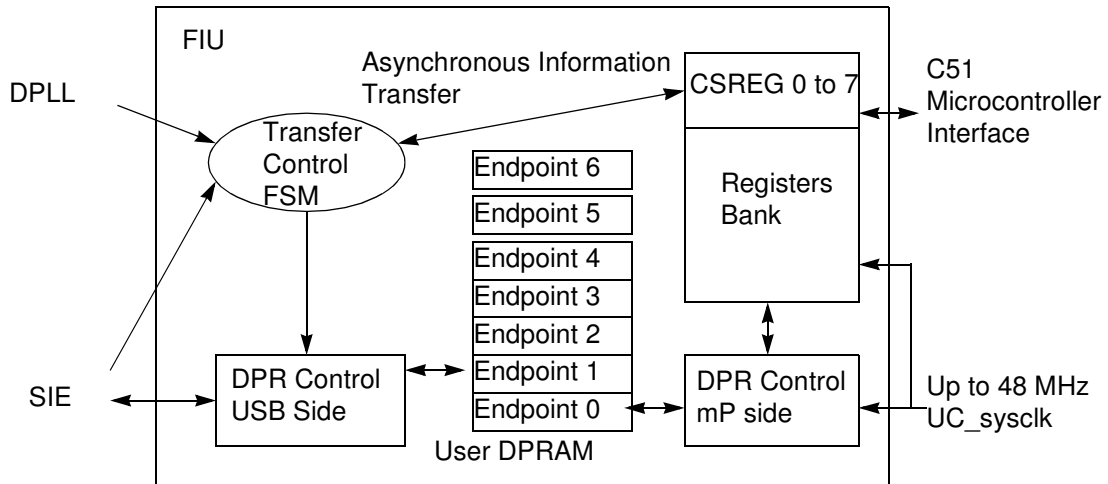 FIU
DPLL
Asynchronous Information
Transfer
CSREG 0 to 7
C51
Microcontroller
Interface
Transfer
Control
FSM
Endpoint 6
Endpoint 5
Endpoint 4
Endpoint 3
Endpoint 2
Endpoint 1
Endpoint 0
Registers
Bank
SIE
DPR Control
USB Side
User DPRAM
DPR Control
mP side
Up to 48 MHz
UC_sysclk